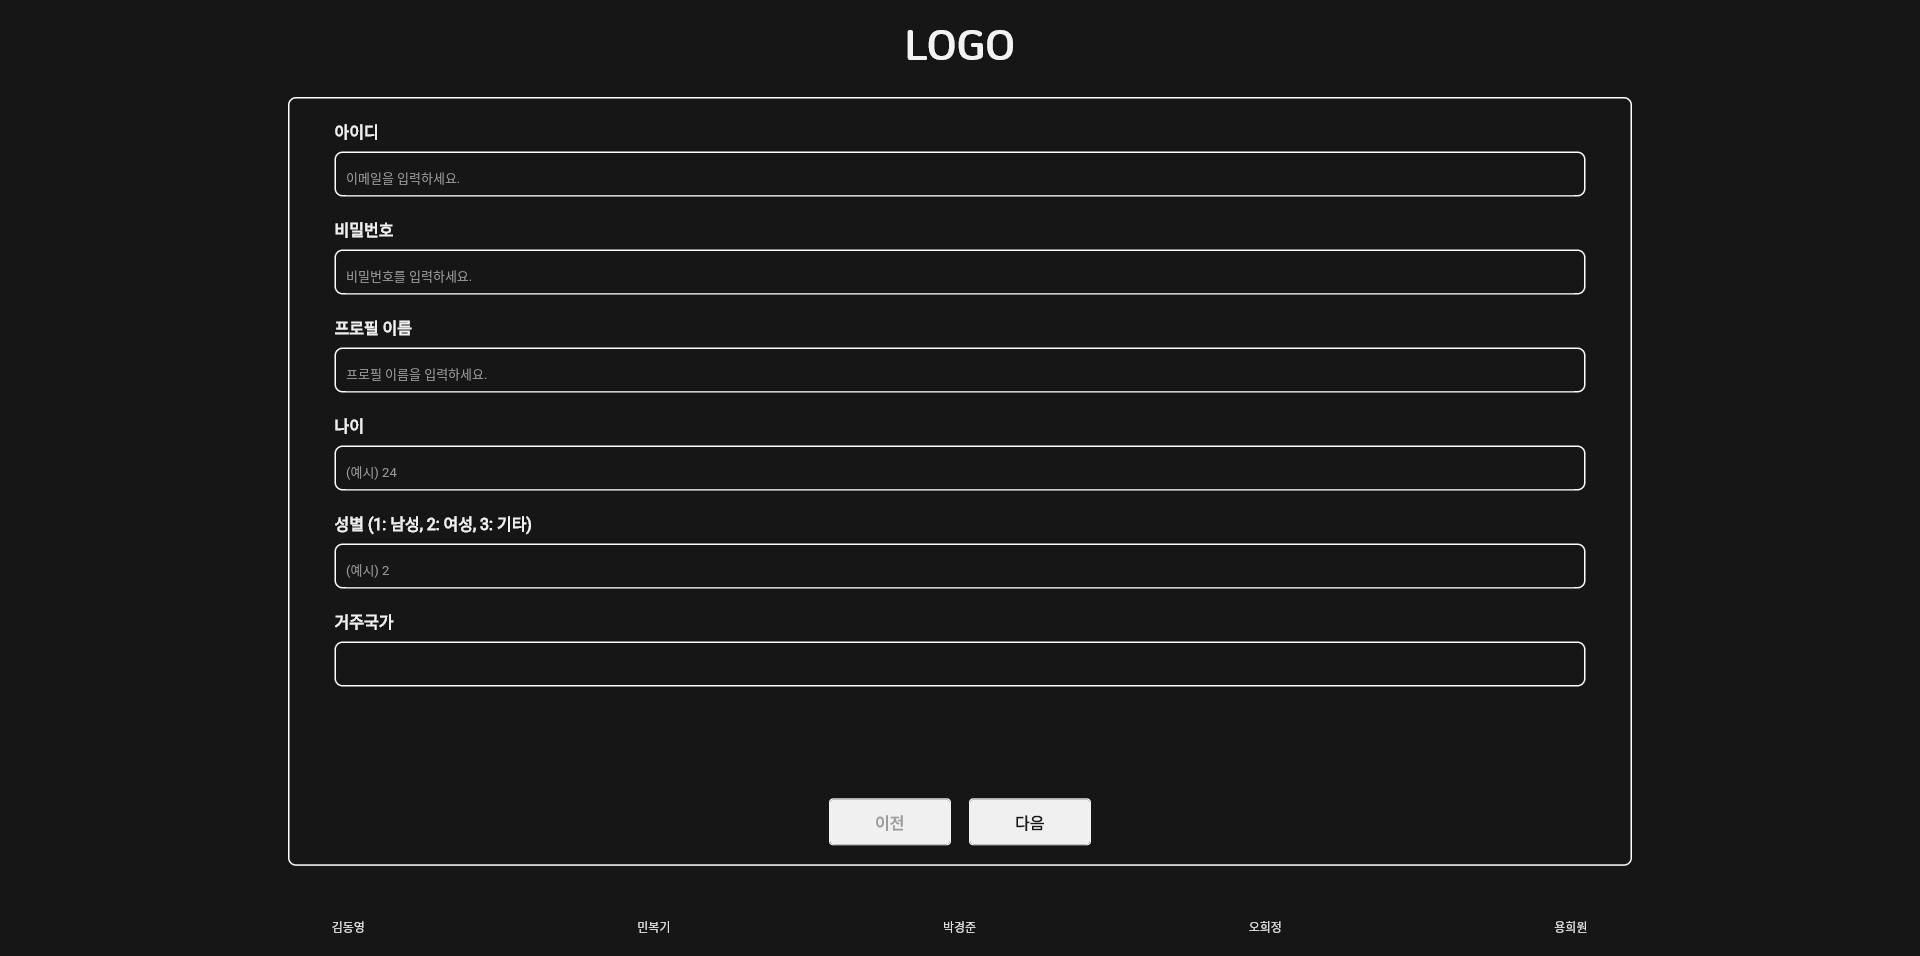 LOGO
아이디
이메일을 입력하세요.
비밀번호
비밀번호를 입력하세요.
프로필 이름
프로필 이름을 입력하세요.
나이
(예시) 24
성별 (1: 남성, 2: 여성, 3: 기타)
(예시) 2
거주국가
이전 다음
김동영 민복기 박경준 오희정 용희원